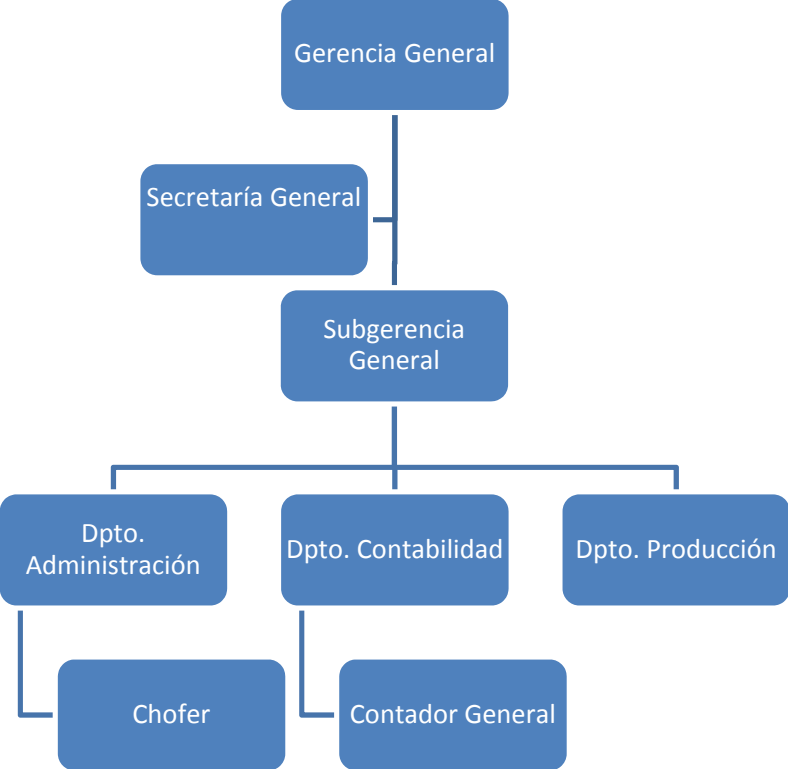 Gerencia General
Secretaría General
Subgerencia
General
Dpto.
Administración
Dpto. Contabilidad
Dpto. Producción
Chofer
Contador General